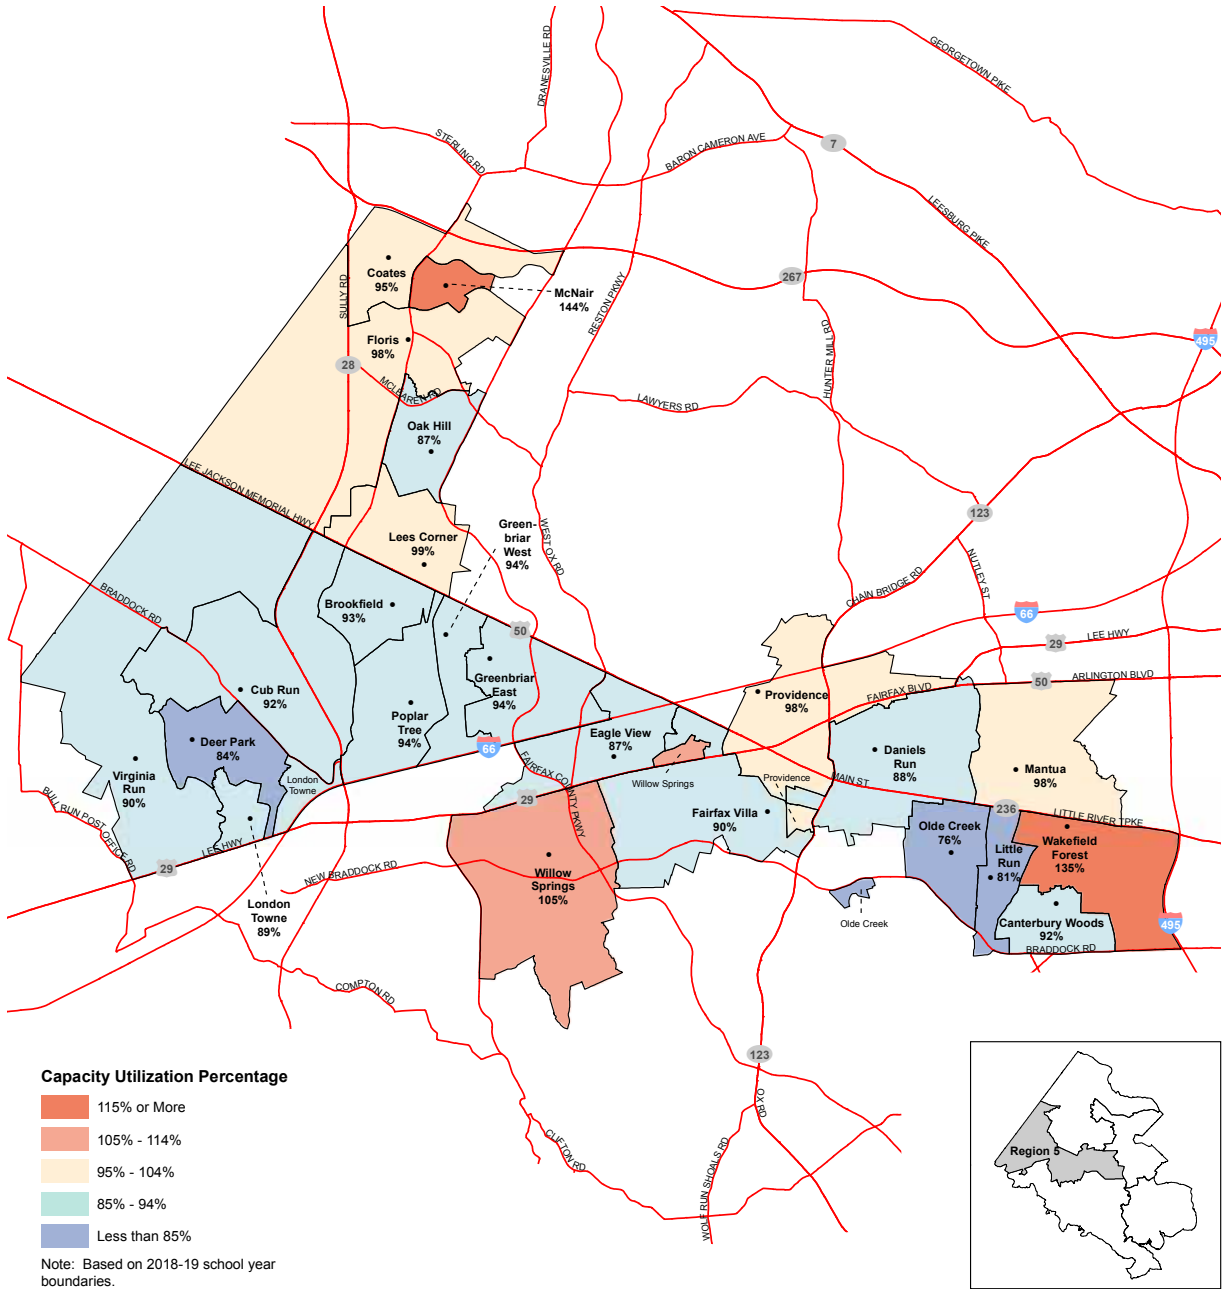 GEORGETOWN PIKE
DRANESVILLE RD
STERLING RD
BARON CAMERON AVE
7
LEESBURG PIKE
Coates
95%
McNair
144%
267
SULLY RD
RESTON PKWY
HUNTER MILL RD
Floris
98%
495
28
MCLEAREN RD
LAWYERS RD
Oak Hill
87%
LEE JACKSON MEMORIAL HWY
Lees Corner
99%
Green-
briar
West
94%
WEST OX RD
123
NUTLEY ST
CHAIN BRIDGE RD
BRADDOCK RD
Brookfield
93%
50
66
29
LEE HWY
Greenbriar
East
94%
50
ARLINGTON BLVD
Cub Run
92%
Providence
98%
FAIRFAX BLVD
Poplar
Tree
94%
Deer Park
84%
66
Eagle View
87%
Daniels
Run
88%
Mantua
98%
Virginia
Run
90%
London
Towne
FAIRFAX COUNTY PKWY
Willow Springs
Providence
MAIN ST
BULL RUN POST OFFICE RD
29
236
LITTLE RIVER TPKE
Fairfax Villa
90%
Olde Creek
76%
Little
Run
81%
Wakefield
Forest
135%
LEE HWY
29
NEW BRADDOCK RD
Willow
Springs
105%
London
Towne
89%
Olde Creek
Canterbury Woods
92%
BRADDOCK RD
495
COMPTON RD
123
OX RD
CLIFTON RD
WOLF RUN SHOALS RD
Capacity Utilization Percentage
115% or More
105% - 114%
95% - 104%
85% - 94%
Less than 85%
Note:  Based on 2018-19 school year
boundaries.
Region 5